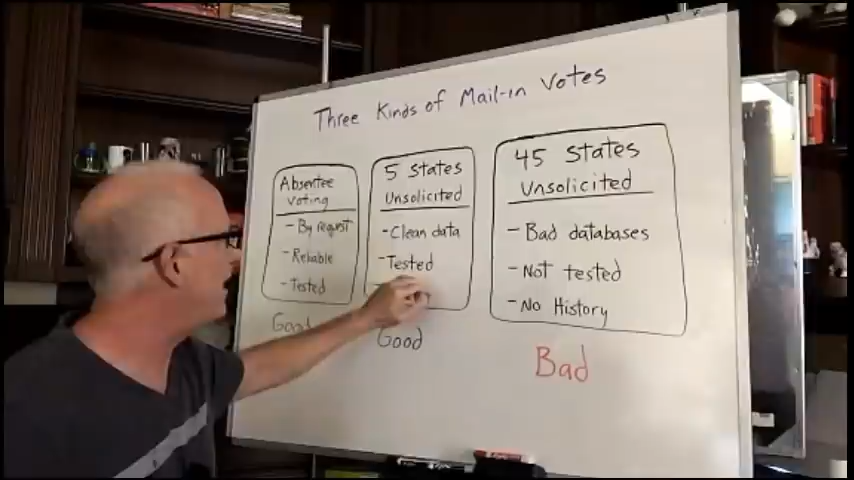 Three Kinds of Mail-in Votes
Absentee
Voting
- By request
- Reliable
- Tested
Good
5 States
Unsolicited
- Clean data
- Tested
-
Good
45 States
Unsolicited
- Bad databases
- Not tested
- No History
Bad